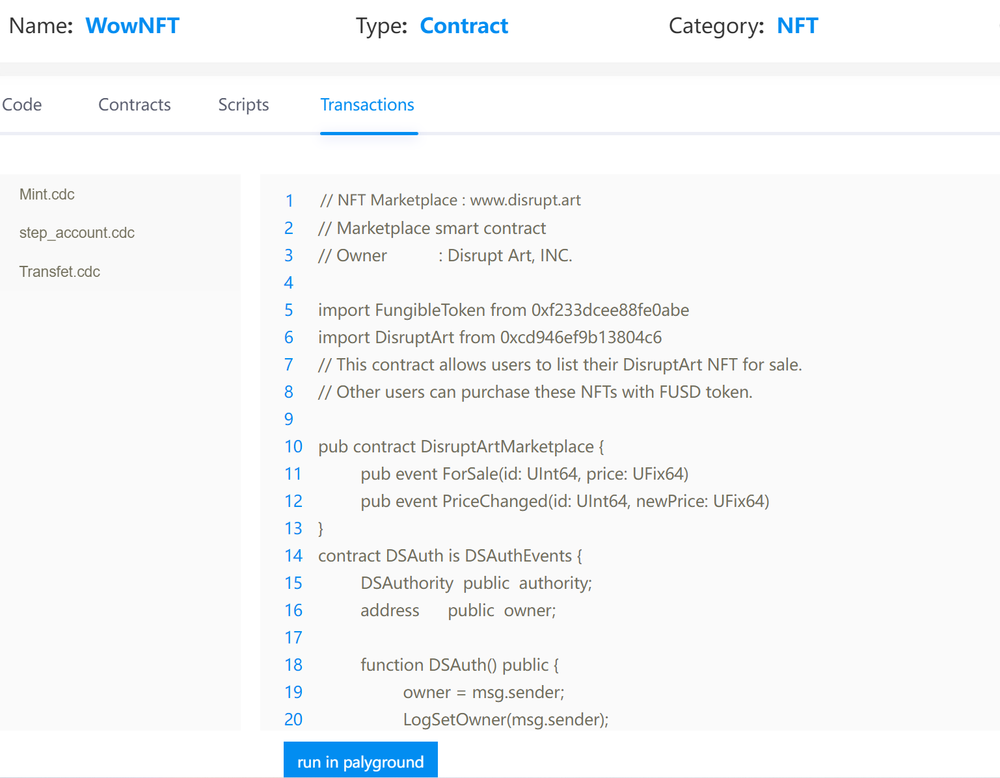 Name: WowNFT Type: Contract Category: NFT
Code Contracts Scripts Transactions
Mint.cdc
step_account.cdc
Transfet.cdc
1 // NFT Marketplace : www.disrupt.art
2 // Marketplace smart contract
3 // Owner : Disrupt Art, INC.
4
5 import FungibleToken from 0xf233dcee88fe0abe
6 import DisruptArt from 0xcd946ef9b13804c6
7 // This contract allows users to list their DisruptArt NFT for sale.
8 // Other users can purchase these NFTs with FUSD token.
9
10 pub contract DisruptArtMarketplace {
11 pub event ForSale(id: UInt64, price: UFix64)
12 pub event PriceChanged(id: UInt64, newPrice: UFix64)
13 }
14 contract DSAuth is DSAuthEvents {
15 DSAuthority public authority;
16 address public owner;
17
18 function DSAuth() public {
19 owner = msg.sender;
20 LogSetOwner(msg.sender);
run in palyground